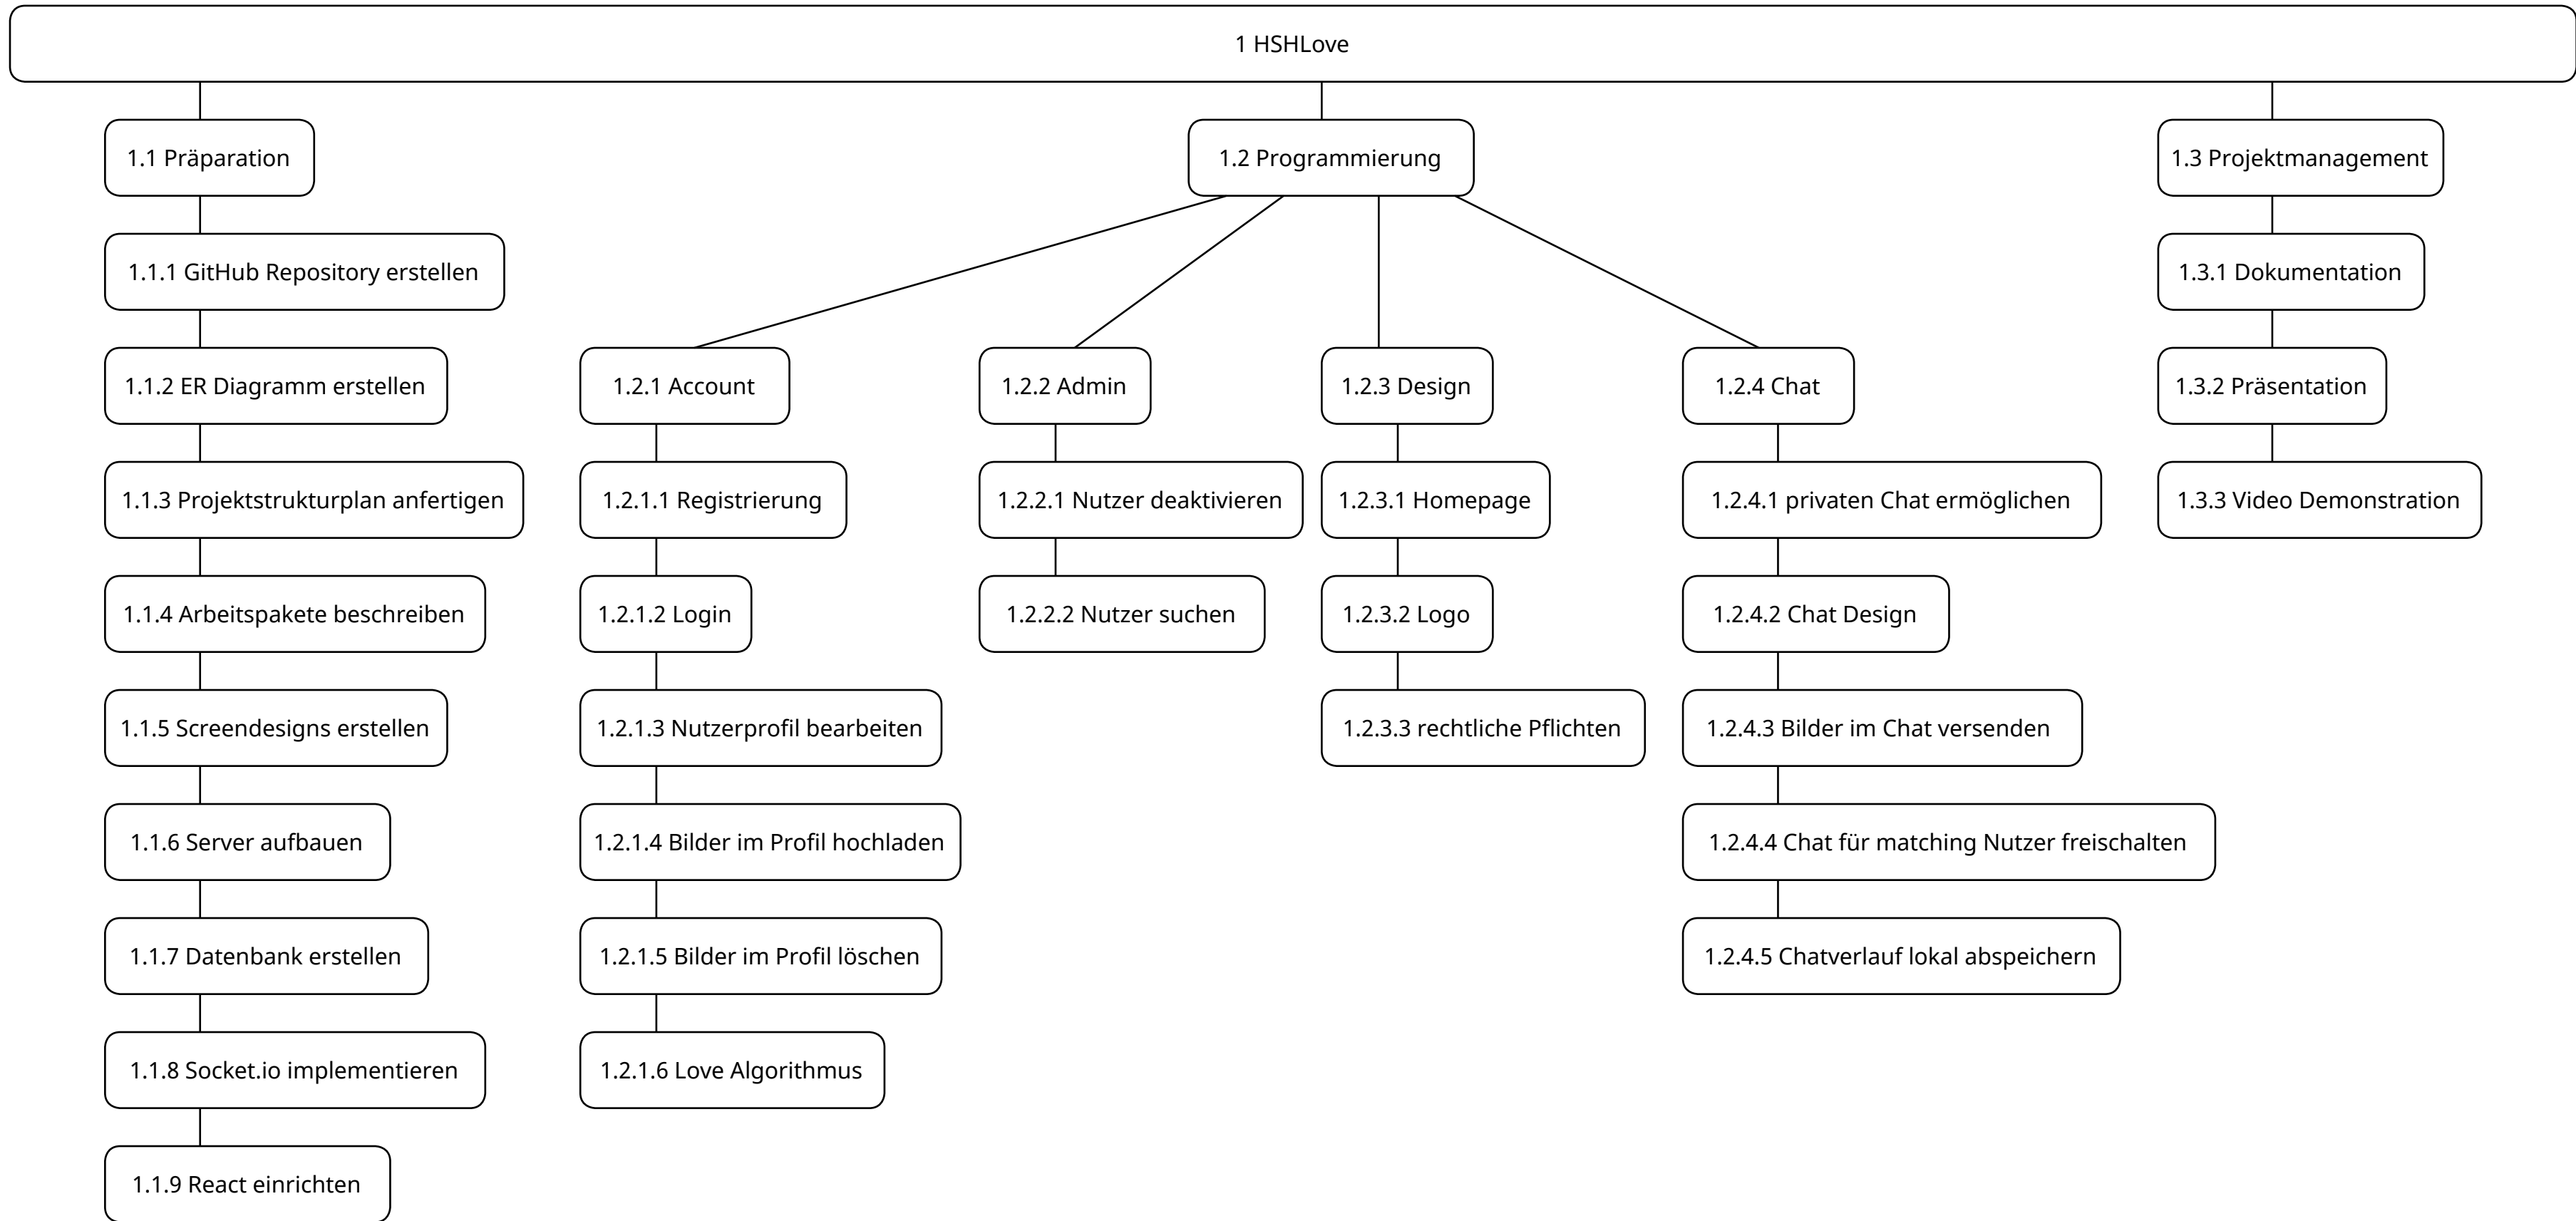 1 HSHLove
1.1 Präparation
1.1.1 GitHub Repository erstellen
1.1.2 ER Diagramm erstellen
1.1.3 Projektstrukturplan anfertigen
1.1.4 Arbeitspakete beschreiben
1.1.5 Screendesigns erstellen
1.1.6 Server aufbauen
1.1.7 Datenbank erstellen
1.1.8 Socket.io implementieren
1.1.9 React einrichten
1.2 Programmierung
1.2.1 Account
1.2.1.1 Registrierung
1.2.1.2 Login
1.2.1.3 Nutzerprofil bearbeiten
1.2.1.4 Bilder im Profil hochladen
1.2.1.5 Bilder im Profil löschen
1.2.1.6 Love Algorithmus
1.2.2 Admin
1.2.2.1 Nutzer deaktivieren
1.2.2.2 Nutzer suchen
1.2.3 Design
1.2.3.1 Homepage
1.2.3.2 Logo
1.2.3.3 rechtliche Pflichten
1.2.4 Chat
1.2.4.1 privaten Chat ermöglichen
1.2.4.2 Chat Design
1.2.4.3 Bilder im Chat versenden
1.2.4.4 Chat für matching Nutzer freischalten
1.2.4.5 Chatverlauf lokal abspeichern
1.3 Projektmanagement
1.3.1 Dokumentation
1.3.2 Präsentation
1.3.3 Video Demonstration